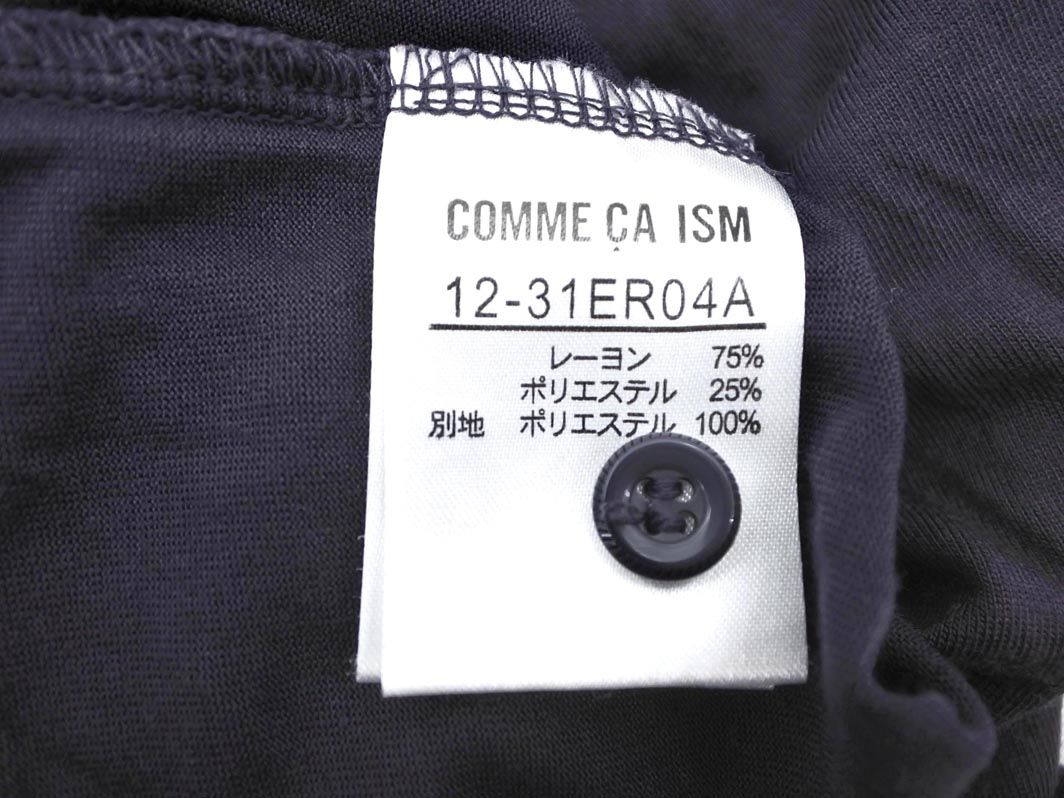 COMME ÇA ISM
12-31ER04A
レーヨン 75%
ポリエステル 25%
別地 ポリエステル 100%